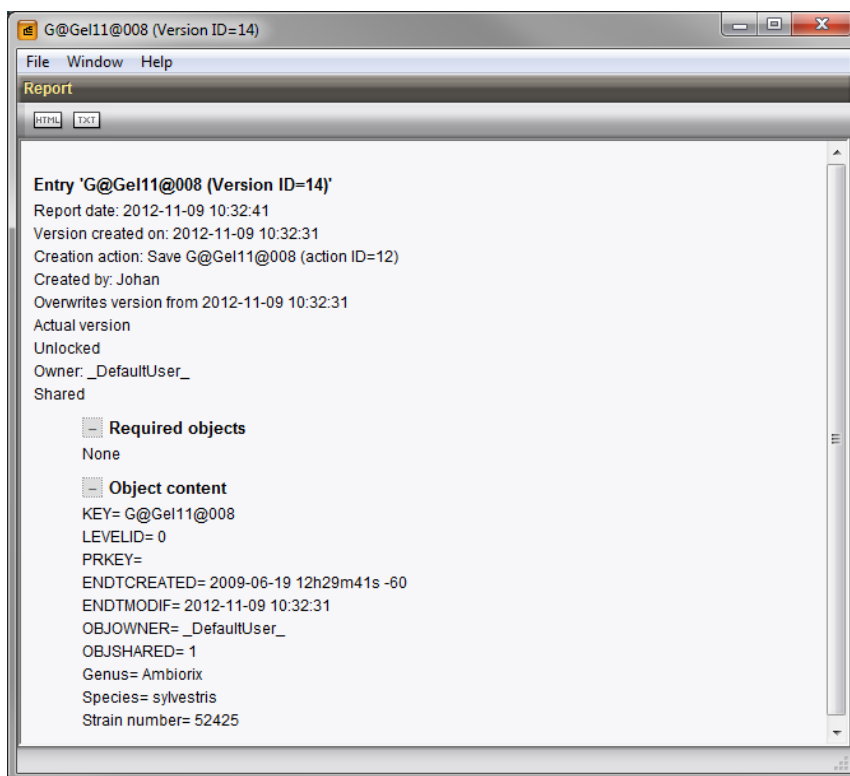 G@Gel11@008 (Version ID=14)
File Window Help
Report
HTML TXT
Entry 'G@Gel11@008 (Version ID=14)'
Report date: 2012-11-09 10:32:41
Version created on: 2012-11-09 10:32:31
Creation action: Save G@Gel11@008 (action ID=12)
Created by: Johan
Overwrites version from 2012-11-09 10:32:31
Actual version
Unlocked
Owner: _DefaultUser_
Shared
Required objects
None
Object content
KEY= G@Gel11@008
LEVELID= 0
PRKEY=
ENDTCREATED= 2009-06-19 12h29m41s -60
ENDTMODIF= 2012-11-09 10:32:31
OBJOWNER= _DefaultUser_
OBJSHARED= 1
Genus= Ambiorix
Species= sylvestris
Strain number= 52425